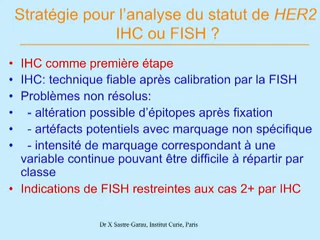 Stratégie pour l’analyse du statut de HER2
IHC ou FISH ?
• IHC comme première étape
• IHC: technique fiable après calibration par la FISH
• Problèmes non résolus:
• - altération possible d’épitopes après fixation
• - artéfacts potentiels avec marquage non spécifique
• - intensité de marquage correspondant à une
variable continue pouvant être difficile à répartir par
classe
• Indications de FISH restreintes aux cas 2+ par IHC
Dr X Sastre-Garau, Institut Curie, Paris